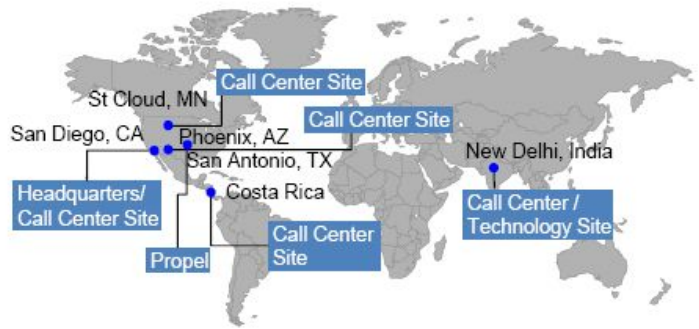 Call Center Site
St Cloud, MN
Call Center Site
San Diego, CA
Phoenix, AZ
San Antonio, TX
New Delhi, India
Headquarters/
Call Center Site
Costa Rica
Call Center /
Technology Site
Propel
Call Center
Site